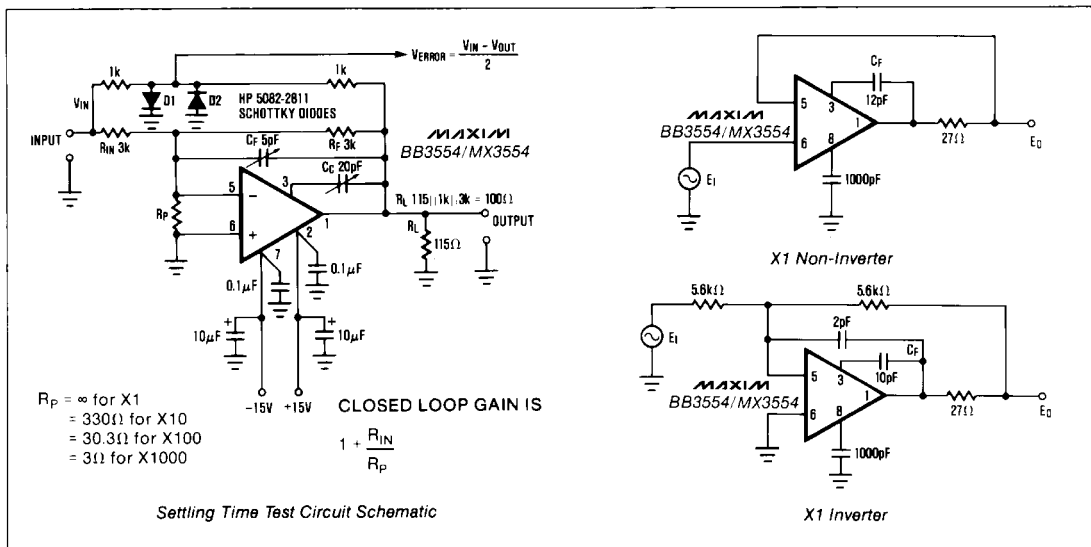 VERROR = VIN − VOUT
2
1k
1k
VIN
D1
D2
HP 5082-2811
SCHOTTKY DIODES
INPUT
RIN 3k
RF 3k
CF 5pF
MAXIM
BB3554/MX3554
CC 20pF
5
−
3
RP
6
+
1
7
2
RL 115||1k||3k = 100Ω
OUTPUT
RL
115Ω
0.1µF
0.1µF
+
10µF
+
10µF
−15V
+15V
RP = ∞ for X1
= 330Ω for X10
= 30.3Ω for X100
= 3Ω for X1000
CLOSED LOOP GAIN IS
1 + RIN
RP
Settling Time Test Circuit Schematic
CF
5
3
12pF
MAXIM
BB3554/MX3554
1
6
8
27Ω
EO
EI
1000pF
X1 Non-Inverter
5.6kΩ
5.6kΩ
EI
2pF
CF
5
3
10pF
MAXIM
BB3554/MX3554
1
6
8
27Ω
EO
1000pF
X1 Inverter